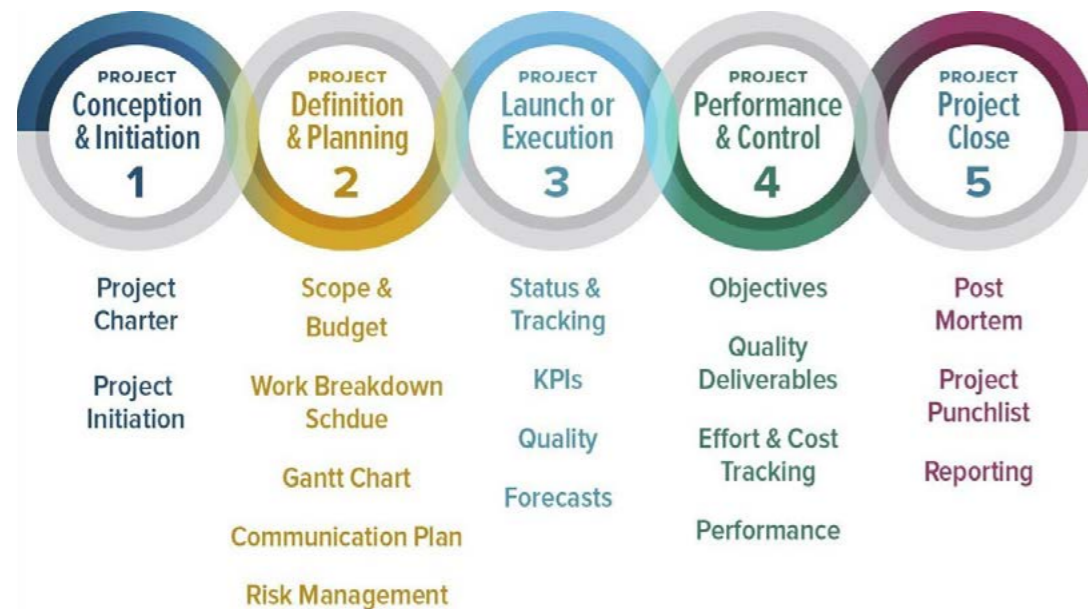 PROJECT
Conception
& Initiation
1
PROJECT
Definition
& Planning
2
PROJECT
Launch or
Execution
3
PROJECT
Performance
& Control
4
PROJECT
Project
Close
5
Project
Charter
Project
Initiation
Scope &
Budget
Work Breakdown
Schdue
Gantt Chart
Communication Plan
Risk Management
Status &
Tracking
KPIs
Quality
Forecasts
Objectives
Quality
Deliverables
Effort & Cost
Tracking
Performance
Post
Mortem
Project
Punchlist
Reporting